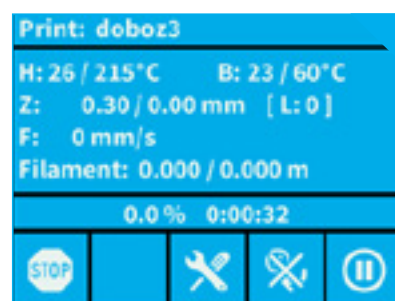 Print: doboz3
H: 26 / 215°C B: 23 / 60°C
Z: 0.30 / 0.00 mm [ L: 0 ]
F: 0 mm/s
Filament: 0.000 / 0.000 m
0.0 % 0:00:32
STOP